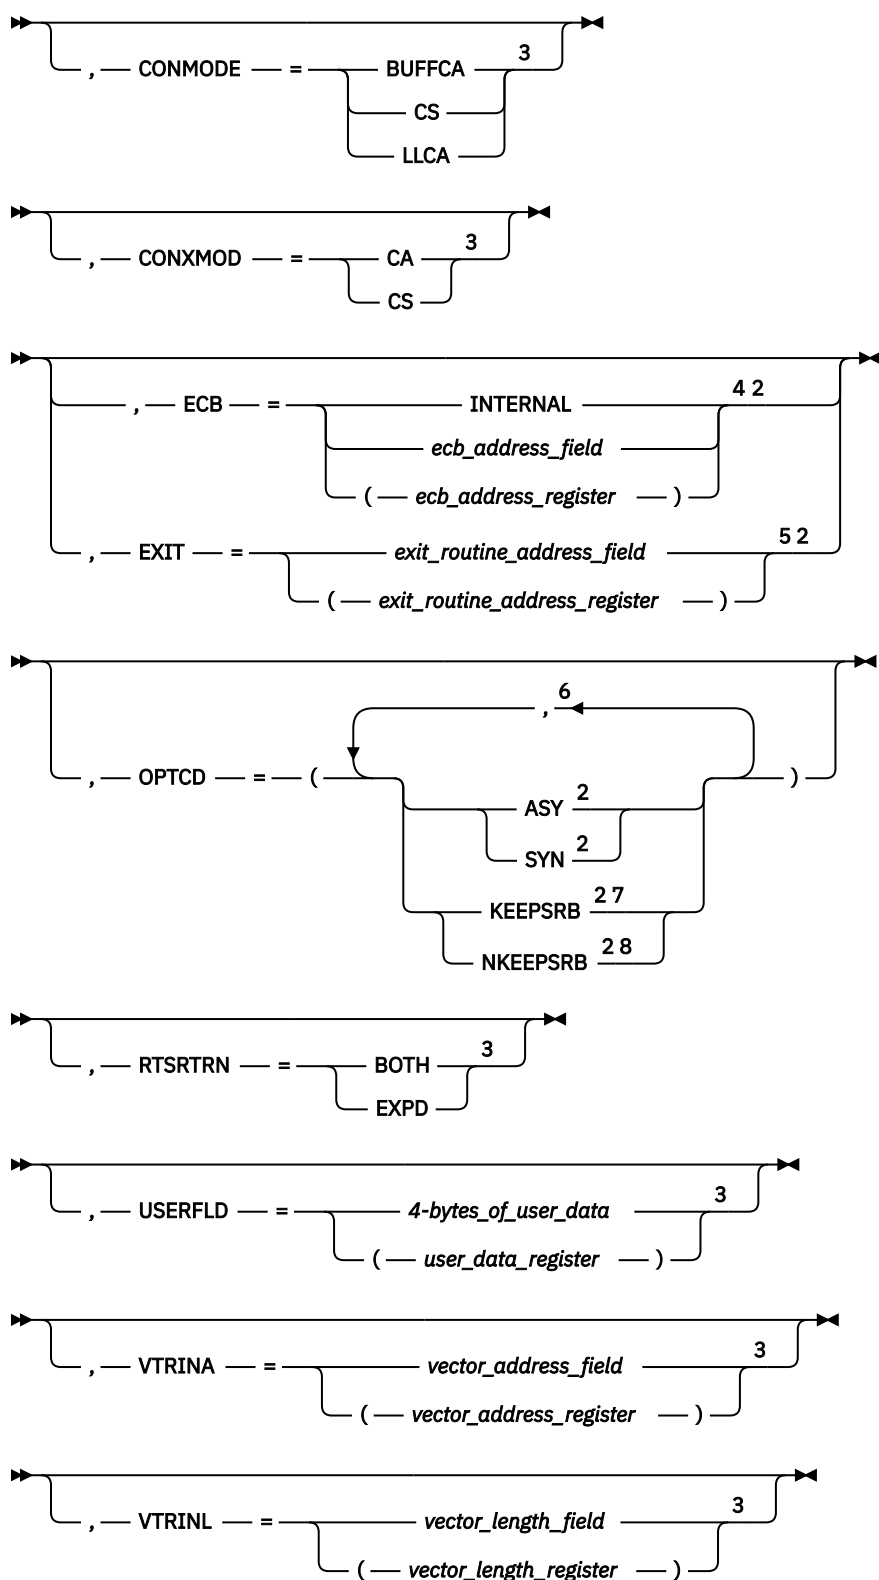 , CONMODE = BUFFCA 3
CS
LLCA
, CONXMOD = CA 3
CS
, ECB = INTERNAL 4 2
ecb_address_field
( ecb_address_register )
, EXIT = exit_routine_address_field 5 2
( exit_routine_address_register )
, 6
, OPTCD = ( )
ASY 2
SYN 2
KEEPSRB 2 7
NKEEPSRB 2 8
, RTSRTRN = BOTH 3
EXPD
, USERFLD = 4-bytes_of_user_data 3
( user_data_register )
, VTRINA = vector_address_field 3
( vector_address_register )
, VTRINL = vector_length_field 3
( vector_length_register )